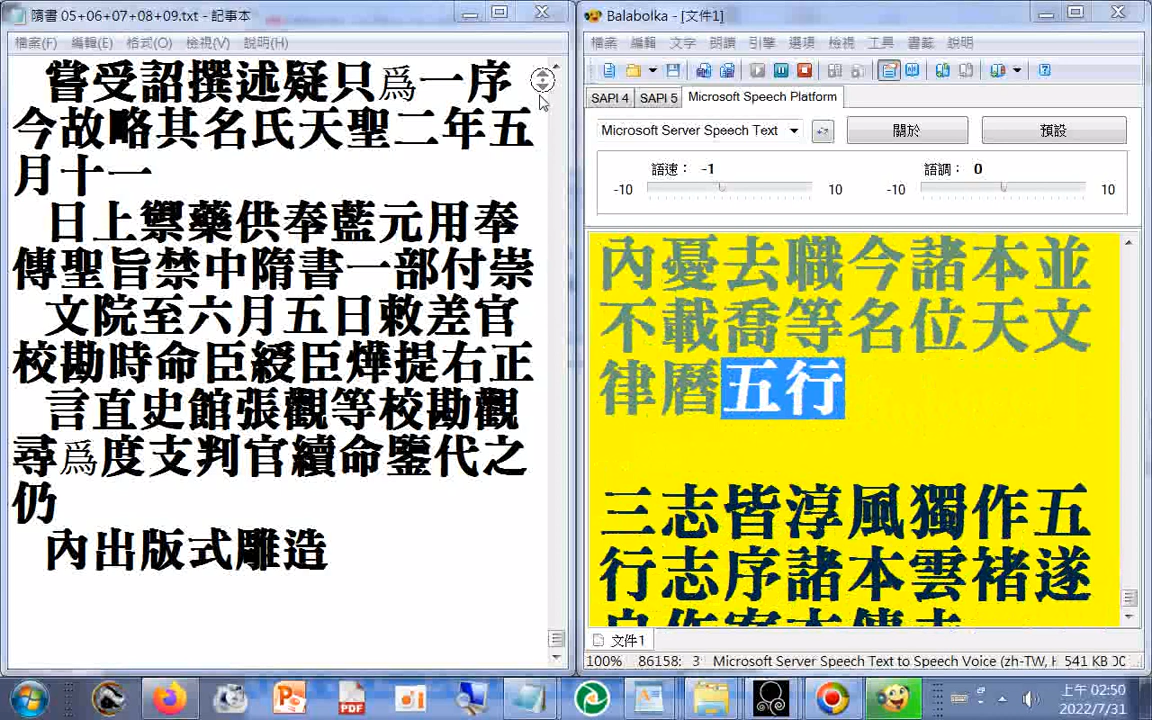 隋書 05+06+07+08+09.txt - 記事本
檔案(F) 編輯(E) 格式(O) 檢視(V) 說明(H)
嘗受詔撰述疑只爲一序
今故略其名氏天聖二年五
月十一
日上禦藥供奉藍元用奉
傳聖旨禁中隋書一部付崇
文院至六月五日敕差官
校勘時命臣綬臣燁提右正
言直史館張觀等校勘觀
尋爲度支判官續命鑒代之
仍
內出版式雕造
Balabolka - [文件1]
檔案 編輯 文字 朗讀 引擎 選項 檢視 工具 書籤 說明
SAPI 4 SAPI 5 Microsoft Speech Platform
Microsoft Server Speech Text 關於 預設
語速： -1 語調： 0
-10 10 -10 10
內憂去職今諸本並
不載喬等名位天文
律曆五行
三志皆淳風獨作五
行志序諸本雲褚遂
文件1
100% 86158: 3 Microsoft Server Speech Text to Speech Voice (zh-TW, H 541 KB
上午 02:50
2022/7/31